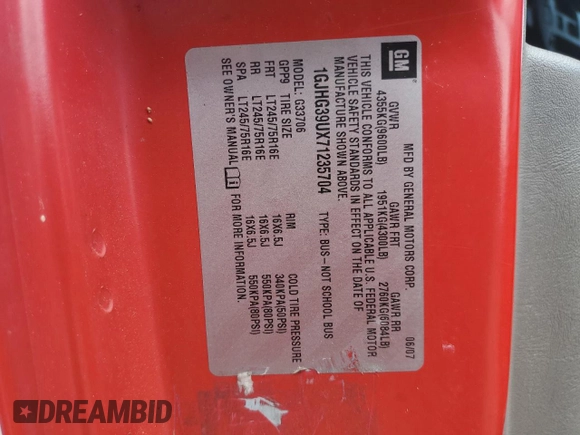 GM
MFD BY GENERAL MOTORS CORP. 06/07
GVWR GAWR FRT GAWR RR
4355KG(9600LB) 1951KG(4300LB) 2760KG(6084LB)
THIS VEHICLE CONFORMS TO ALL APPLICABLE U.S. FEDERAL MOTOR
VEHICLE SAFETY STANDARDS IN EFFECT ON THE DATE OF
MANUFACTURE SHOWN ABOVE.
1GJHG39UX71235704 TYPE: BUS – NOT SCHOOL BUS
MODEL: G33706
GPP9 TIRE SIZE RIM COLD TIRE PRESSURE
FRT LT245/75R16E 16X6.5J 340KPA(50PSI)
RR LT245/75R16E 16X6.5J 550KPA(80PSI)
SPA LT245/75R16E 16X6.5J 550KPA(80PSI)
SEE OWNER'S MANUAL FOR MORE INFORMATION.
DREAMBID